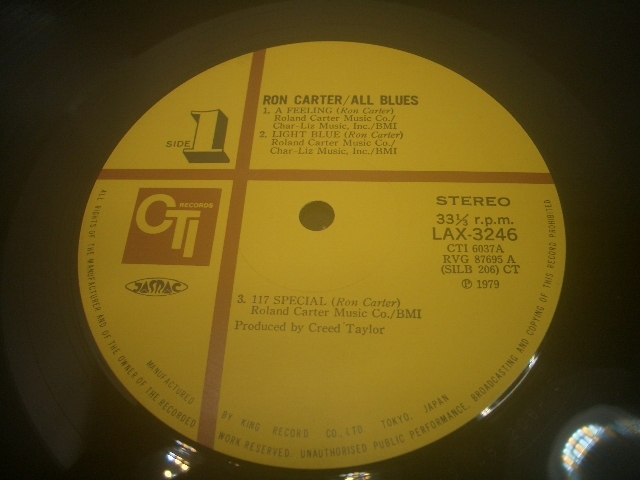 RON CARTER/ALL BLUES
1. A FEELING (Ron Carter)
Roland Carter Music Co./
Char-Liz Music, Inc./BMI
2. LIGHT BLUE (Ron Carter)
Roland Carter Music Co./
Char-Liz Music, Inc./BMI
SIDE 1
CTI RECORDS
JASRAC
STEREO
33⅓ r.p.m.
LAX-3246
CTI 6037A
RVG 87695 A
(SILB 206) CT
℗ 1979
3. 117 SPECIAL (Ron Carter)
Roland Carter Music Co./BMI
Produced by Creed Taylor
MANUFACTURED BY KING RECORD CO., LTD. TOKYO, JAPAN
ALL RIGHTS OF THE MANUFACTURER AND OF THE OWNER OF THE RECORDED WORK RESERVED. UNAUTHORISED PUBLIC PERFORMANCE, BROADCASTING AND COPYING OF THIS RECORD PROHIBITED